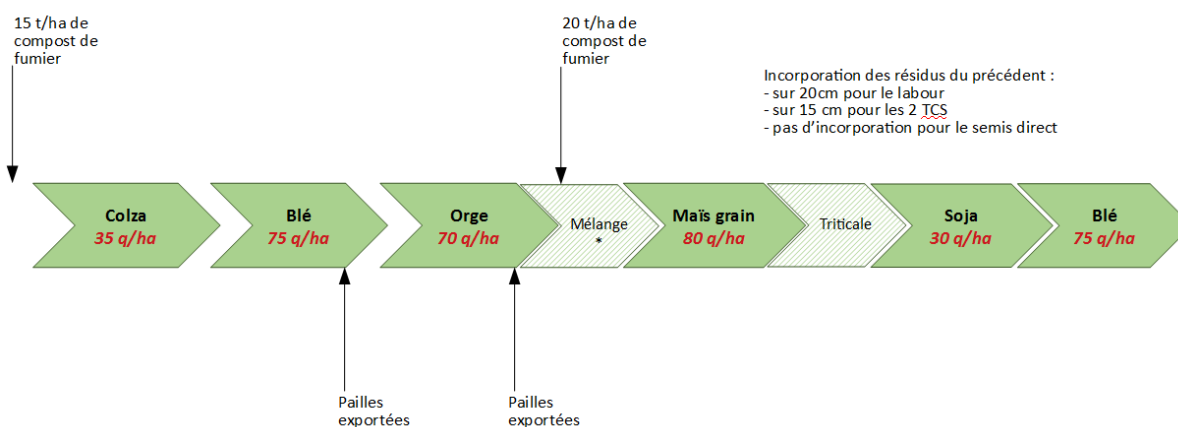 15 t/ha de
compost de
fumier
20 t/ha de
compost de
fumier
Incorporation des résidus du précédent :
- sur 20cm pour le labour
- sur 15 cm pour les 2 TCS
- pas d'incorporation pour le semis direct
Colza
35 q/ha
Blé
75 q/ha
Orge
70 q/ha
Mélange
*
Maïs grain
80 q/ha
Triticale
Soja
30 q/ha
Blé
75 q/ha
Pailles
exportées
Pailles
exportées